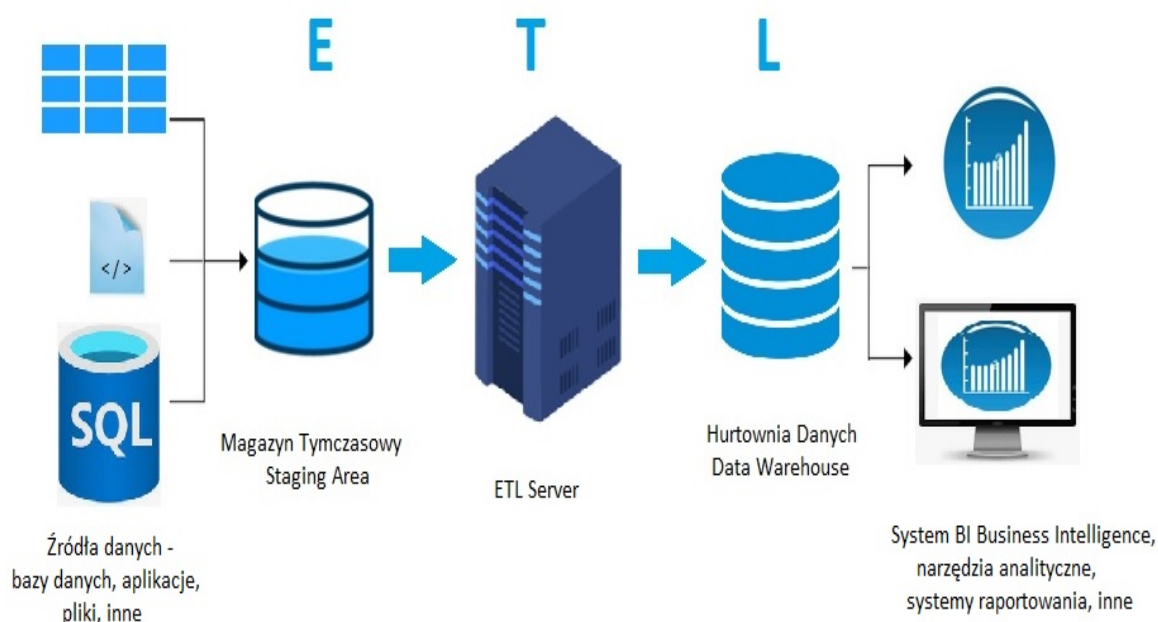 E T L
</>
SQL
Magazyn Tymczasowy
Staging Area
ETL Server
Hurtownia Danych
Data Warehouse
Źródła danych -
bazy danych, aplikacje,
pliki, inne
System BI Business Intelligence,
narzędzia analityczne,
systemy raportowania, inne